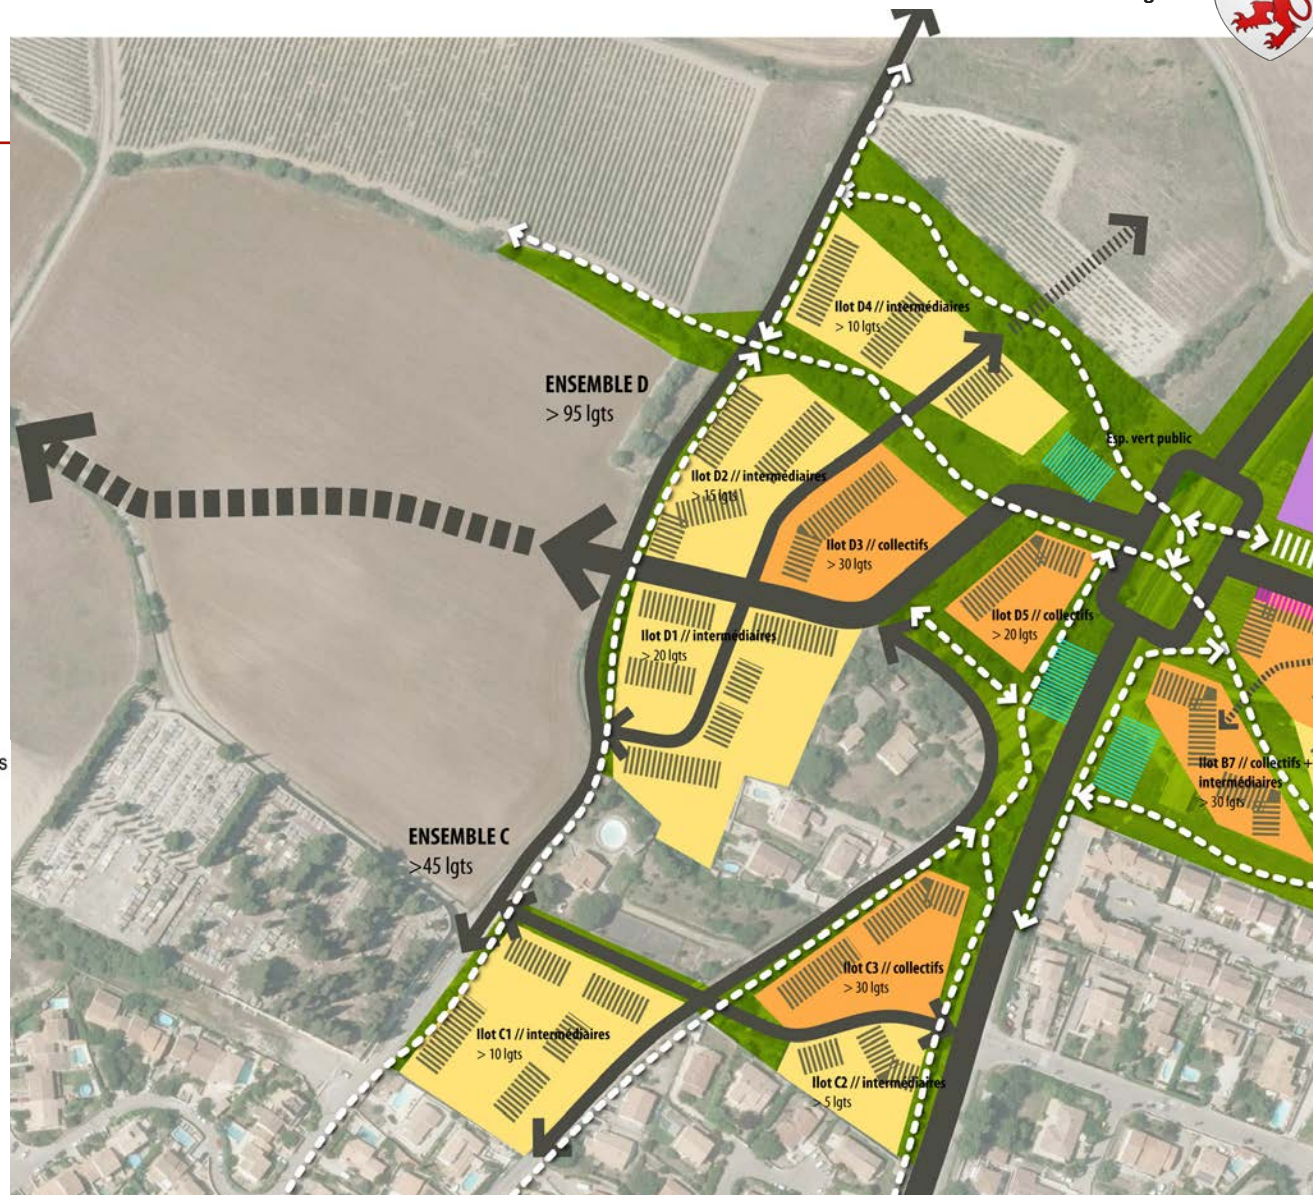 g
Ilot D4 // intermédiaires
> 10 lgts
ENSEMBLE D
> 95 lgts
Esp. vert public
Ilot D2 // intermédiaires
> 15 lgts
Ilot D3 // collectifs
> 30 lgts
Ilot D5 // collectifs
> 20 lgts
Ilot D1 // intermédiaires
> 20 lgts
s
Ilot B7 // collectifs +
intermédiaires
> 30 lgts
ENSEMBLE C
>45 lgts
Ilot C3 // collectifs
> 30 lgts
Ilot C1 // intermédiaires
> 10 lgts
Ilot C2 // intermédiaires
> 5 lgts